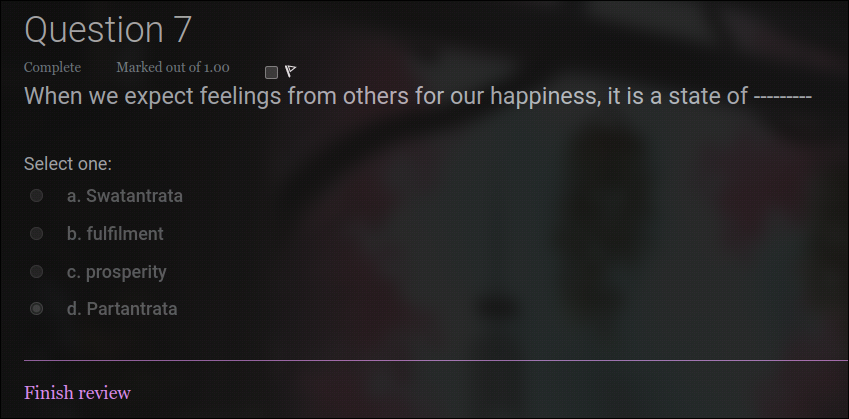 Question 7
Complete Marked out of 1.00
When we expect feelings from others for our happiness, it is a state of ---------
Select one:
a. Swatantrata
b. fulfilment
c. prosperity
d. Partantrata
Finish review